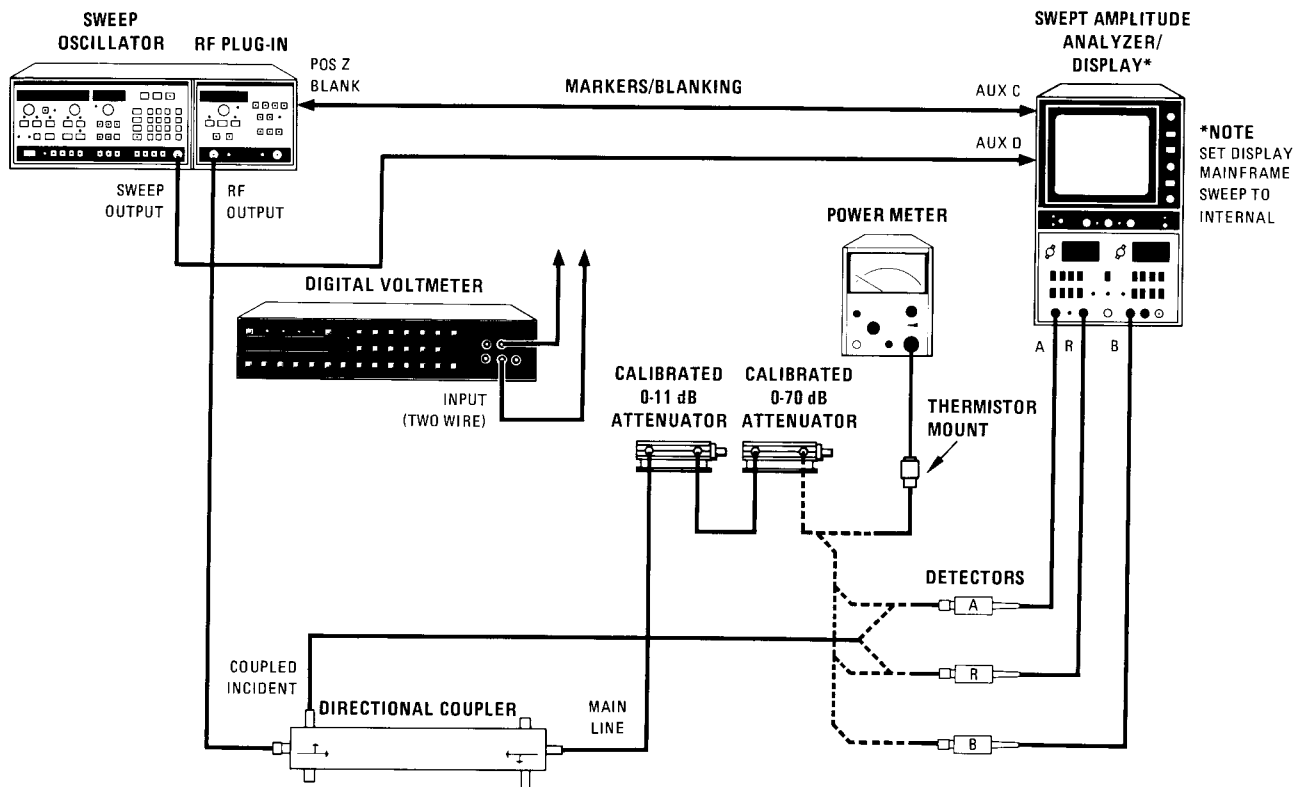 SWEEP
OSCILLATOR
RF PLUG-IN
SWEPT AMPLITUDE
ANALYZER/
DISPLAY*
POS Z
BLANK
MARKERS/BLANKING
AUX C
AUX D
*NOTE
SET DISPLAY
MAINFRAME
SWEEP TO
INTERNAL
SWEEP
OUTPUT
RF
OUTPUT
POWER METER
DIGITAL VOLTMETER
INPUT
(TWO WIRE)
A
R
B
CALIBRATED
0-11 dB
ATTENUATOR
CALIBRATED
0-70 dB
ATTENUATOR
THERMISTOR
MOUNT
DETECTORS
A
R
B
COUPLED
INCIDENT
DIRECTIONAL COUPLER
MAIN
LINE